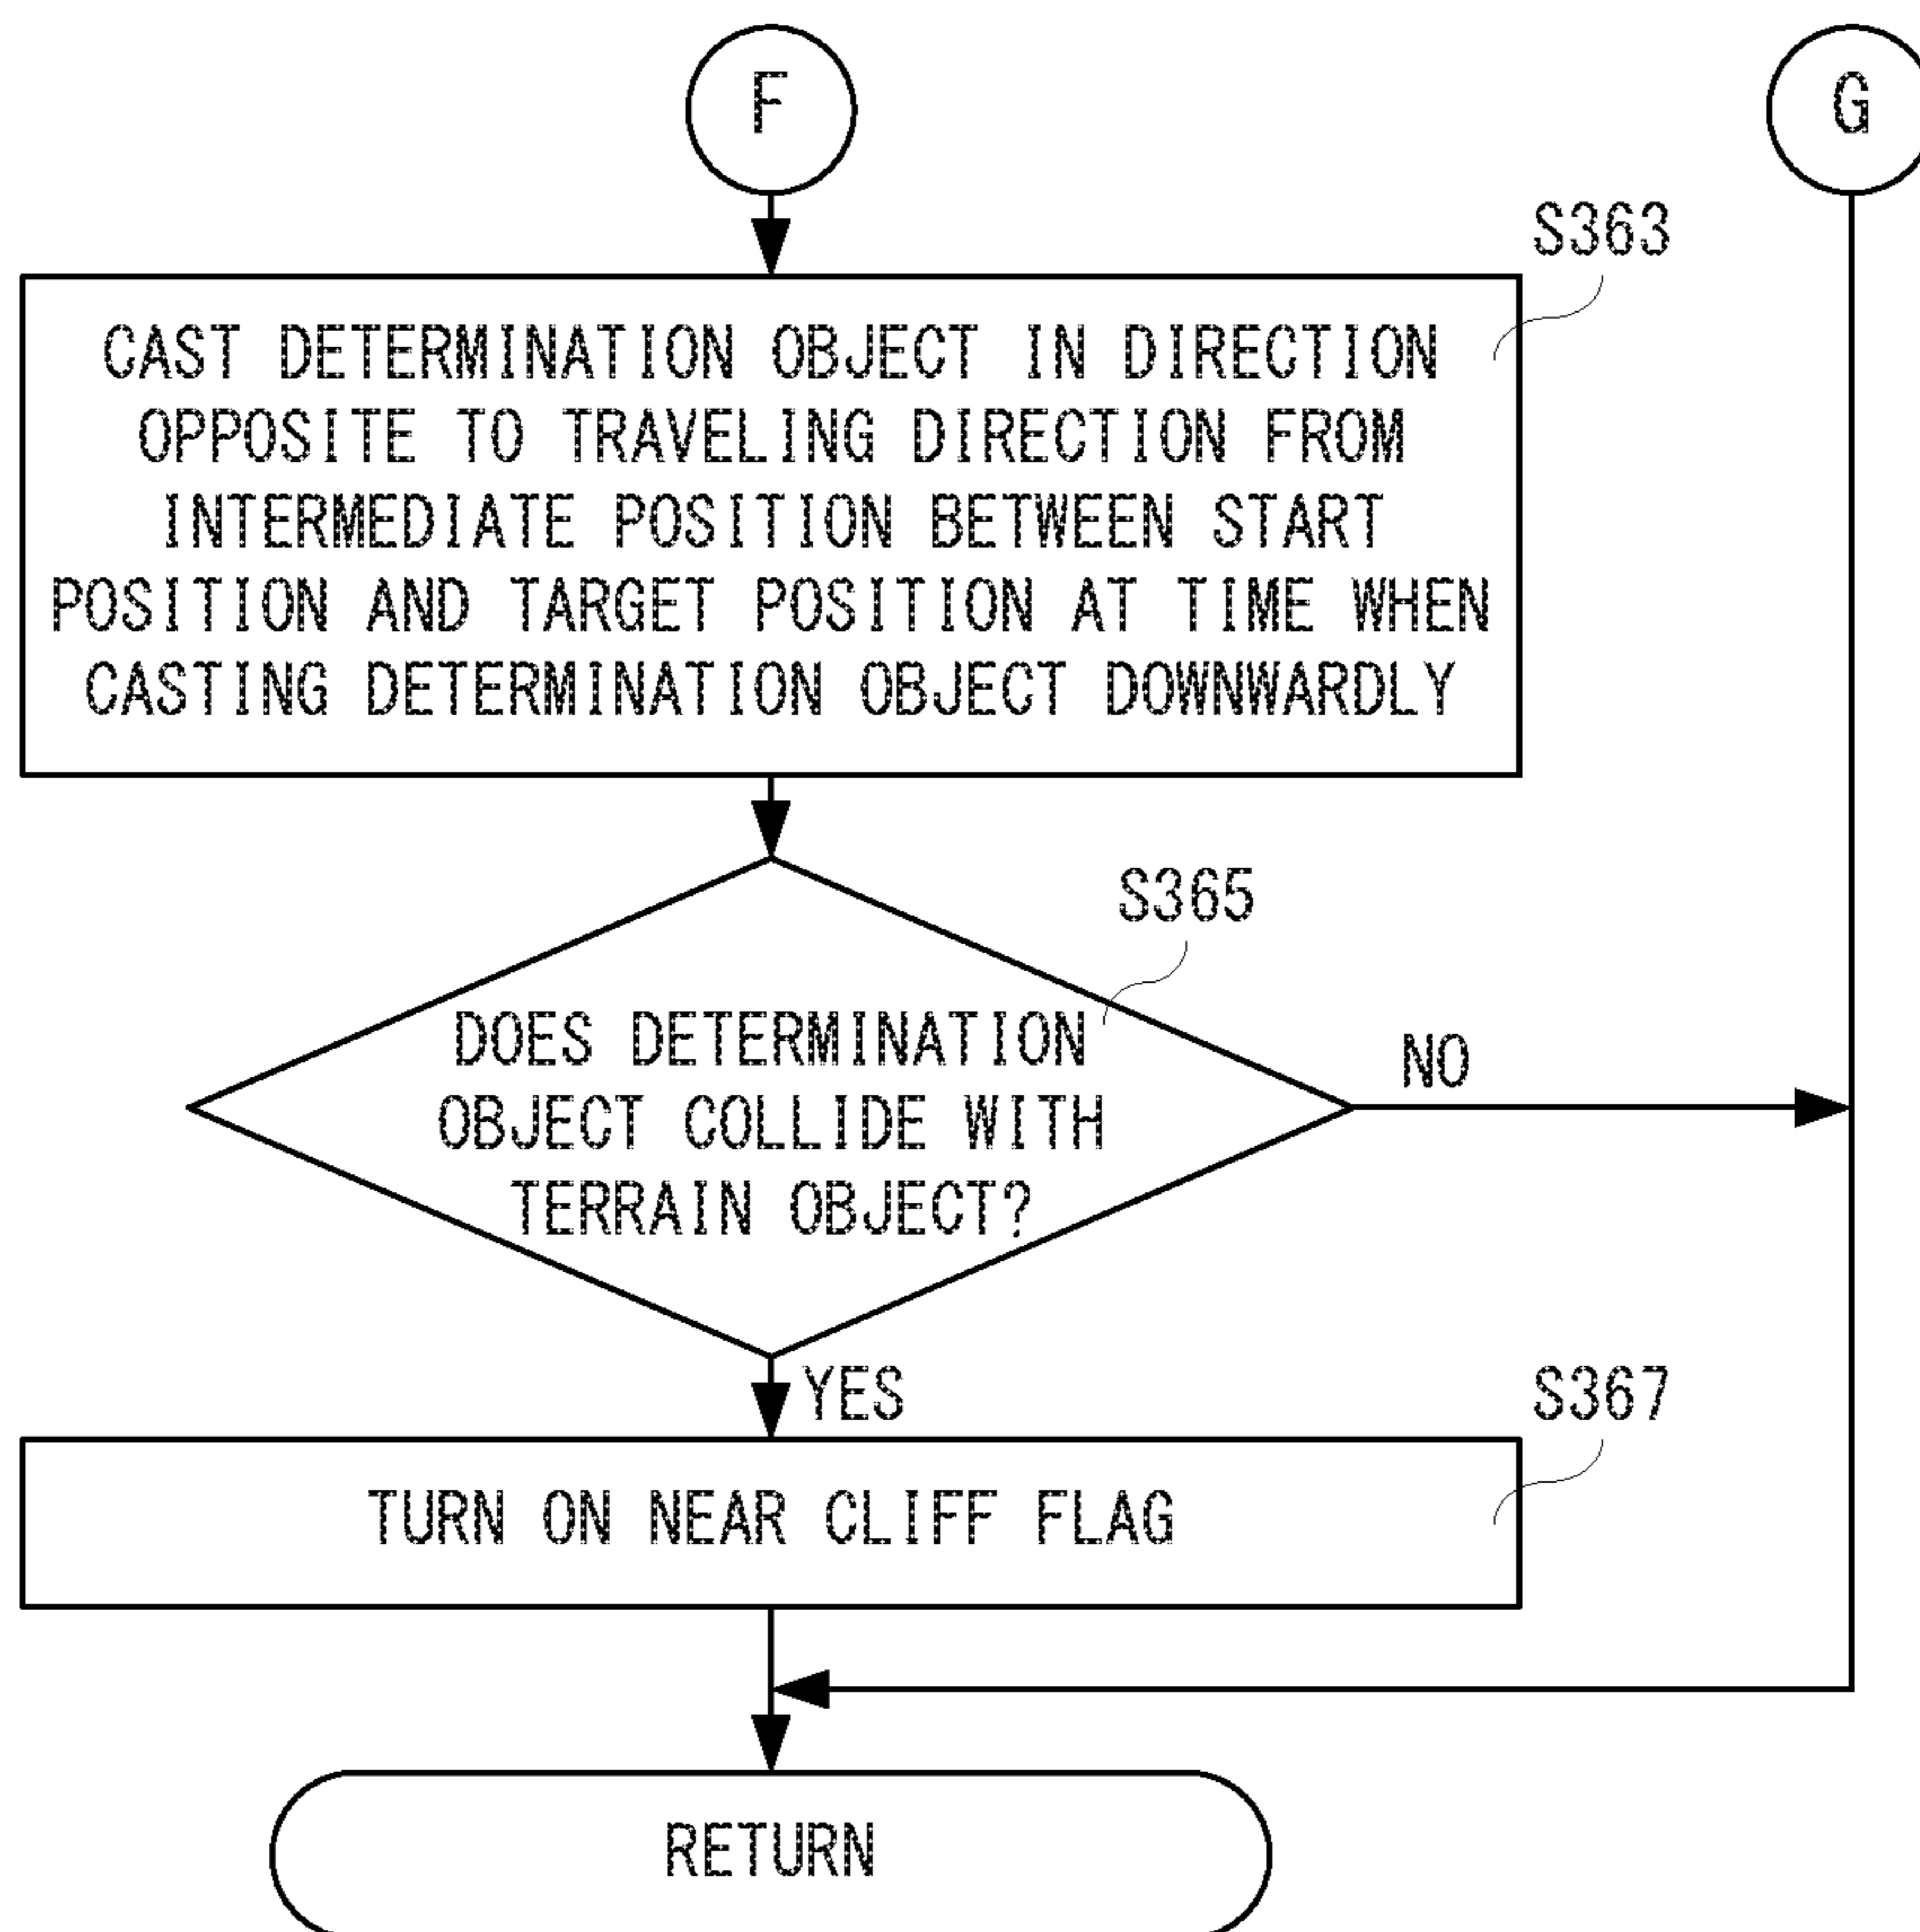 F
G
S363
CAST DETERMINATION OBJECT IN DIRECTION
OPPOSITE TO TRAVELING DIRECTION FROM
INTERMEDIATE POSITION BETWEEN START
POSITION AND TARGET POSITION AT TIME WHEN
CASTING DETERMINATION OBJECT DOWNWARDLY
S365
DOES DETERMINATION
OBJECT COLLIDE WITH
TERRAIN OBJECT?
NO
YES
S367
TURN ON NEAR CLIFF FLAG
RETURN